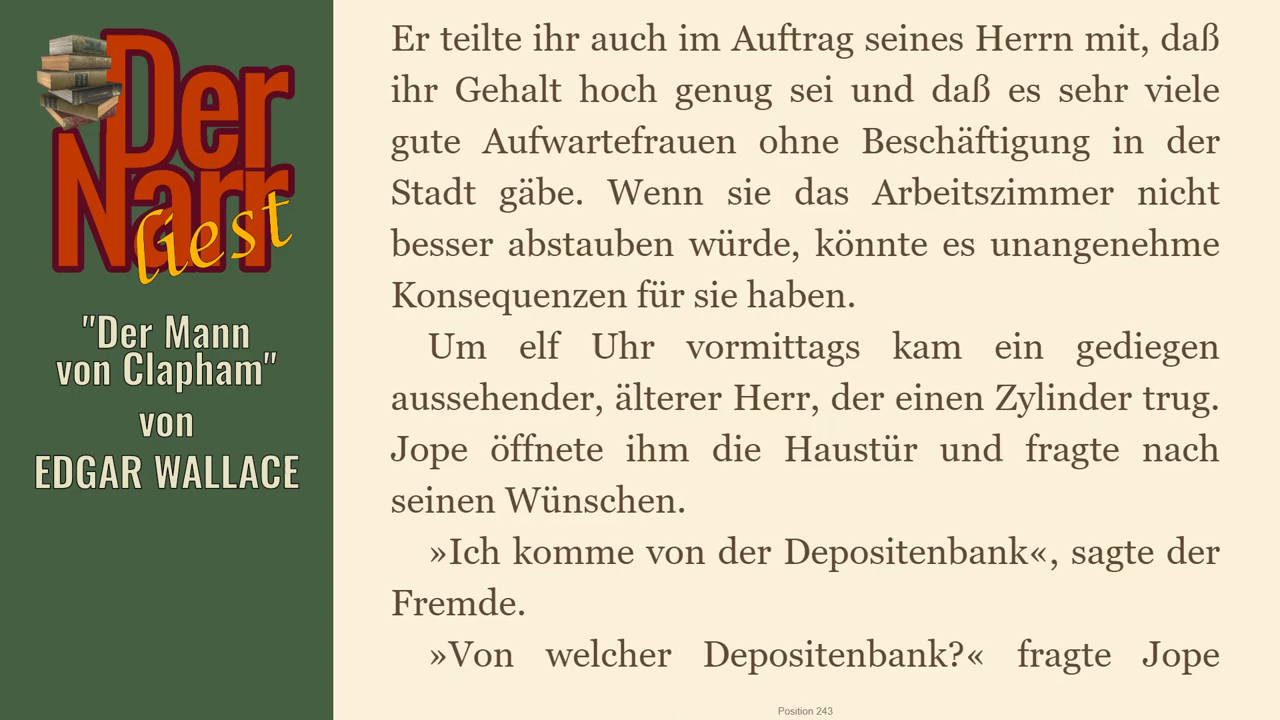 Der
Narr
liest
"Der Mann
von Clapham"
von
EDGAR WALLACE
Er teilte ihr auch im Auftrag seines Herrn mit, daß
ihr Gehalt hoch genug sei und daß es sehr viele
gute Aufwartefrauen ohne Beschäftigung in der
Stadt gäbe. Wenn sie das Arbeitszimmer nicht
besser abstauben würde, könnte es unangenehme
Konsequenzen für sie haben.
Um elf Uhr vormittags kam ein gediegen
aussehender, älterer Herr, der einen Zylinder trug.
Jope öffnete ihm die Haustür und fragte nach
seinen Wünschen.
»Ich komme von der Depositenbank«, sagte der
Fremde.
»Von welcher Depositenbank?« fragte Jope
Position 243